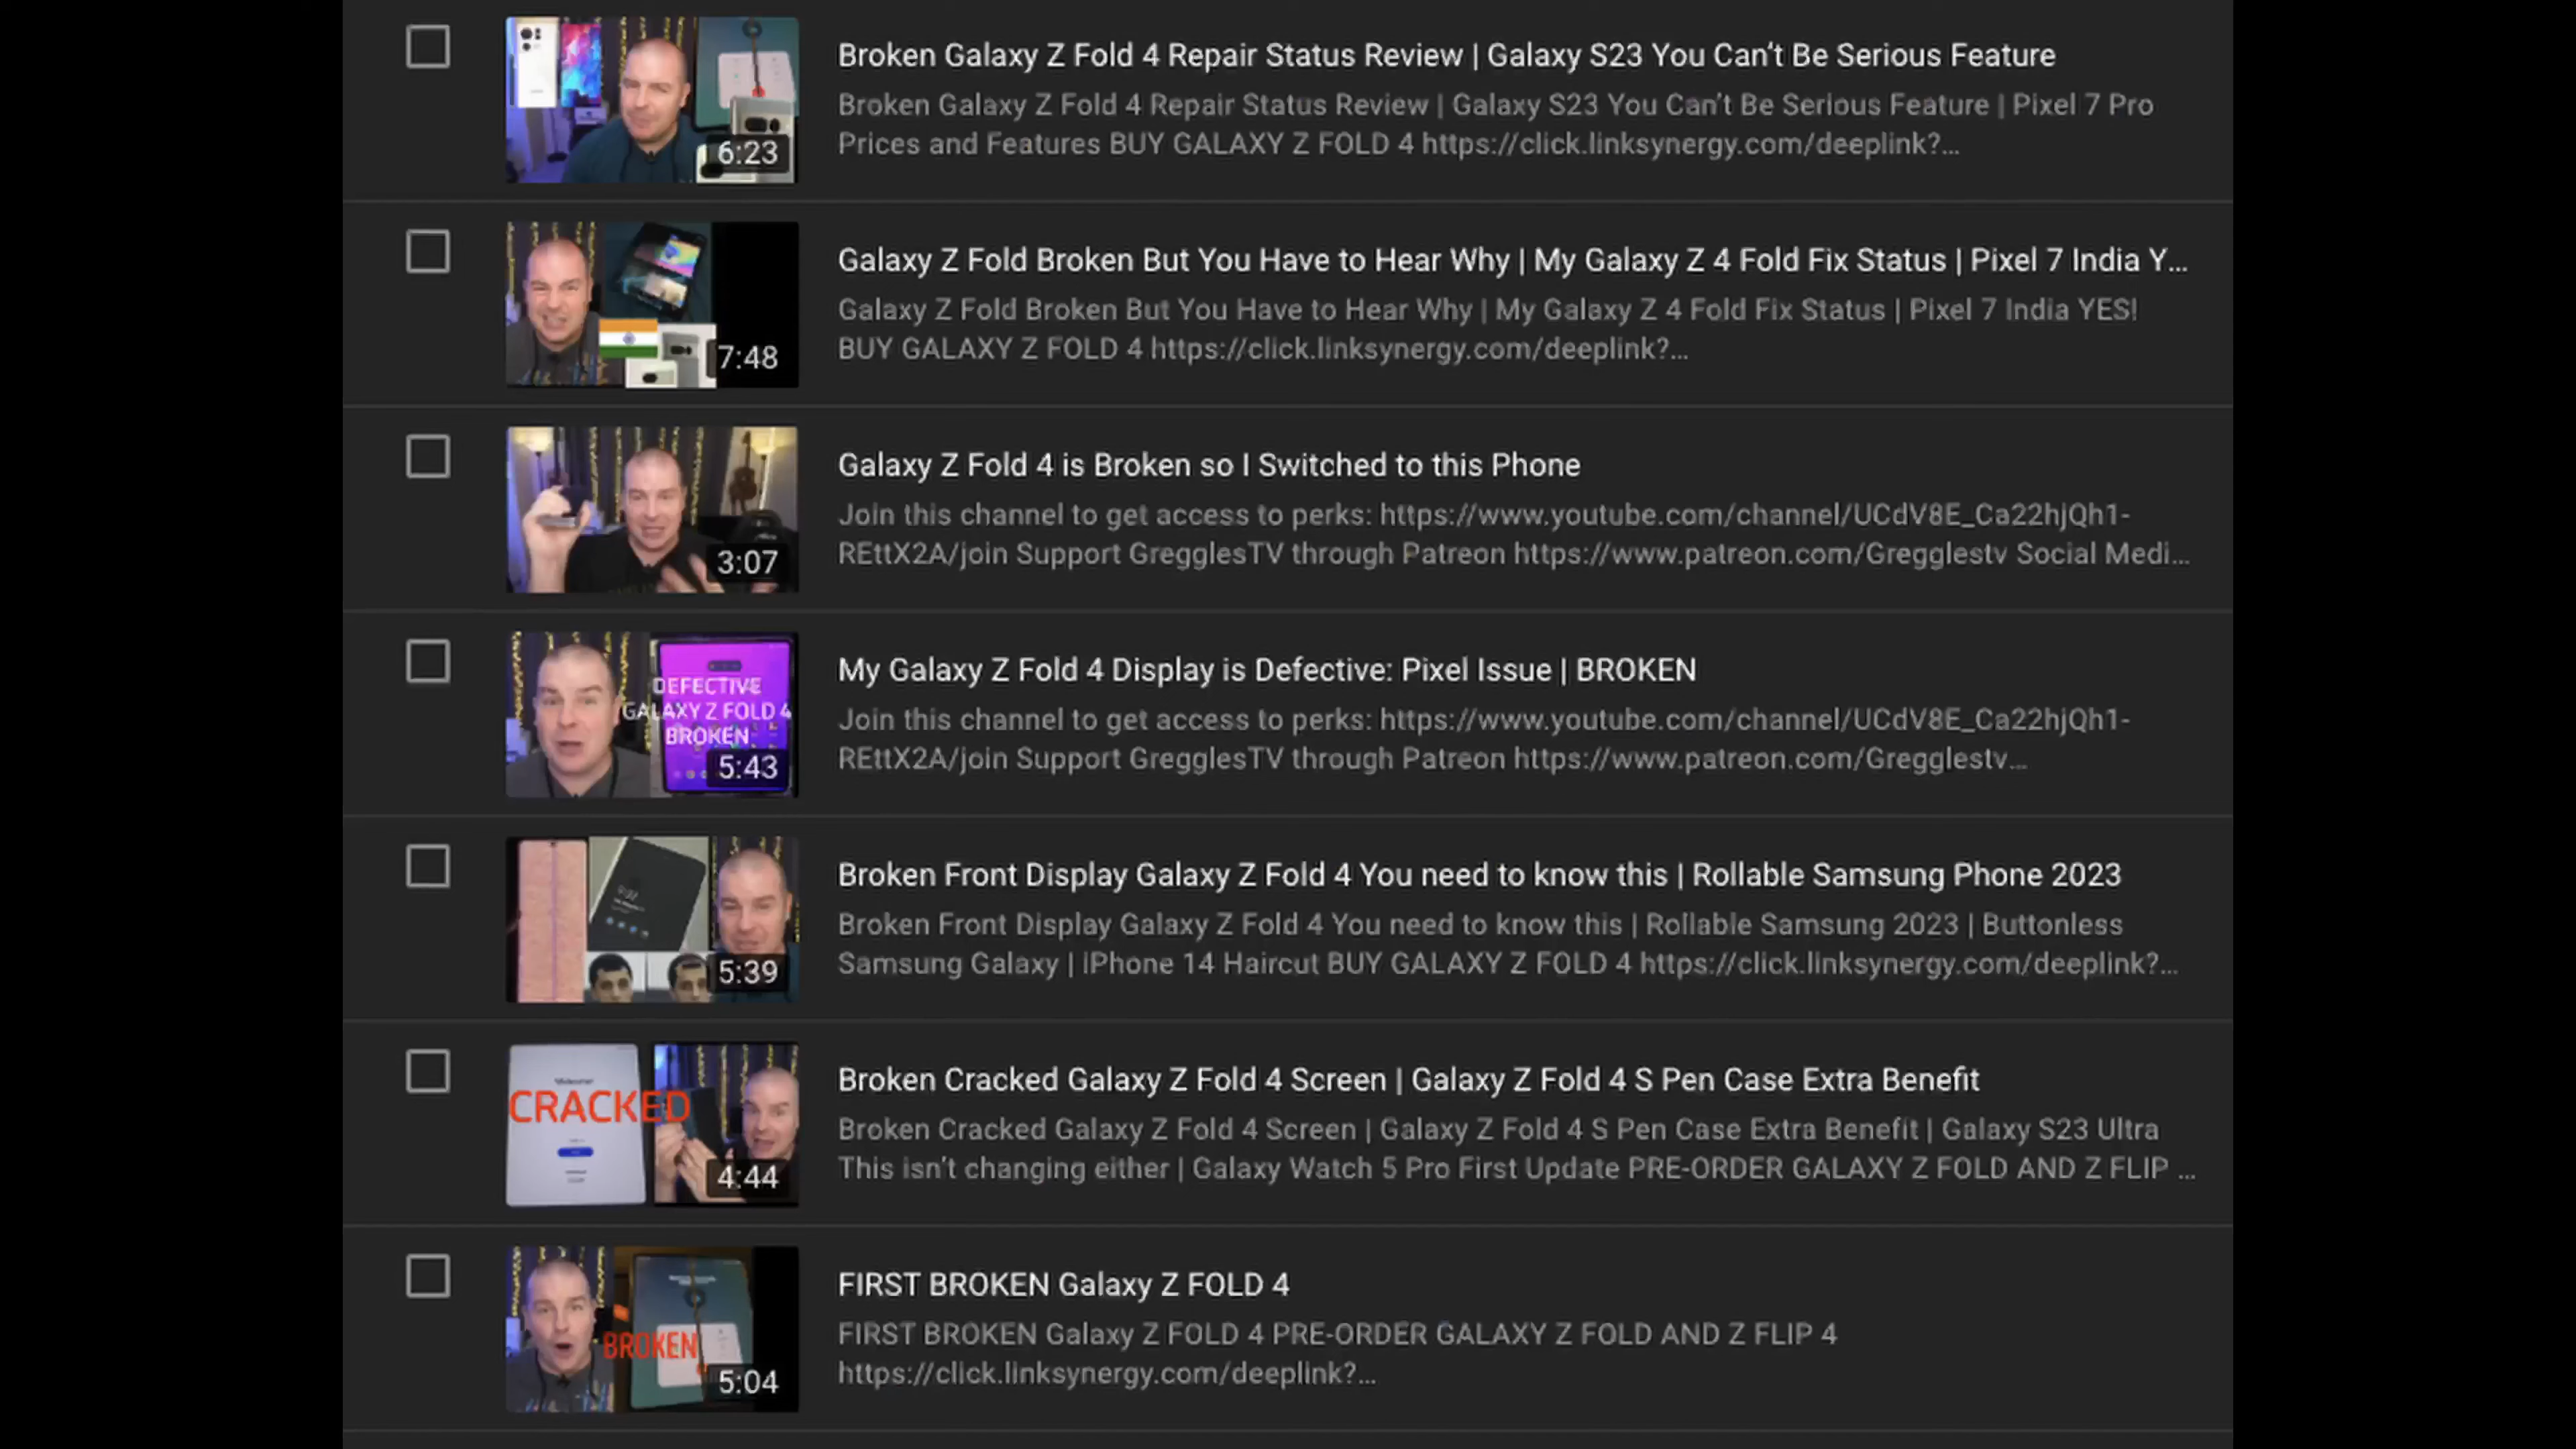 Broken Galaxy Z Fold 4 Repair Status Review | Galaxy S23 You Can't Be Serious Feature
Broken Galaxy Z Fold 4 Repair Status Review | Galaxy S23 You Can't Be Serious Feature | Pixel 7 Pro
Prices and Features BUY GALAXY Z FOLD 4 https://click.linksynergy.com/deeplink?...
6:23
Galaxy Z Fold Broken But You Have to Hear Why | My Galaxy Z 4 Fold Fix Status | Pixel 7 India Y...
Galaxy Z Fold Broken But You Have to Hear Why | My Galaxy Z 4 Fold Fix Status | Pixel 7 India YES!
BUY GALAXY Z FOLD 4 https://click.linksynergy.com/deeplink?...
7:48
Galaxy Z Fold 4 is Broken so I Switched to this Phone
Join this channel to get access to perks: https://www.youtube.com/channel/UCdV8E_Ca22hjQh1-
REttX2A/join Support GregglesTV through Patreon https://www.patreon.com/Gregglestv Social Medi...
3:07
My Galaxy Z Fold 4 Display is Defective: Pixel Issue | BROKEN
Join this channel to get access to perks: https://www.youtube.com/channel/UCdV8E_Ca22hjQh1-
REttX2A/join Support GregglesTV through Patreon https://www.patreon.com/Gregglestv...
DEFECTIVE
GALAXY Z FOLD 4
BROKEN
5:43
Broken Front Display Galaxy Z Fold 4 You need to know this | Rollable Samsung Phone 2023
Broken Front Display Galaxy Z Fold 4 You need to know this | Rollable Samsung 2023 | Buttonless
Samsung Galaxy | iPhone 14 Haircut BUY GALAXY Z FOLD 4 https://click.linksynergy.com/deeplink?...
5:39
Broken Cracked Galaxy Z Fold 4 Screen | Galaxy Z Fold 4 S Pen Case Extra Benefit
Broken Cracked Galaxy Z Fold 4 Screen | Galaxy Z Fold 4 S Pen Case Extra Benefit | Galaxy S23 Ultra
This isn't changing either | Galaxy Watch 5 Pro First Update PRE-ORDER GALAXY Z FOLD AND Z FLIP ...
CRACKED
4:44
FIRST BROKEN Galaxy Z FOLD 4
FIRST BROKEN Galaxy Z FOLD 4 PRE-ORDER GALAXY Z FOLD AND Z FLIP 4
https://click.linksynergy.com/deeplink?...
BROKEN
5:04